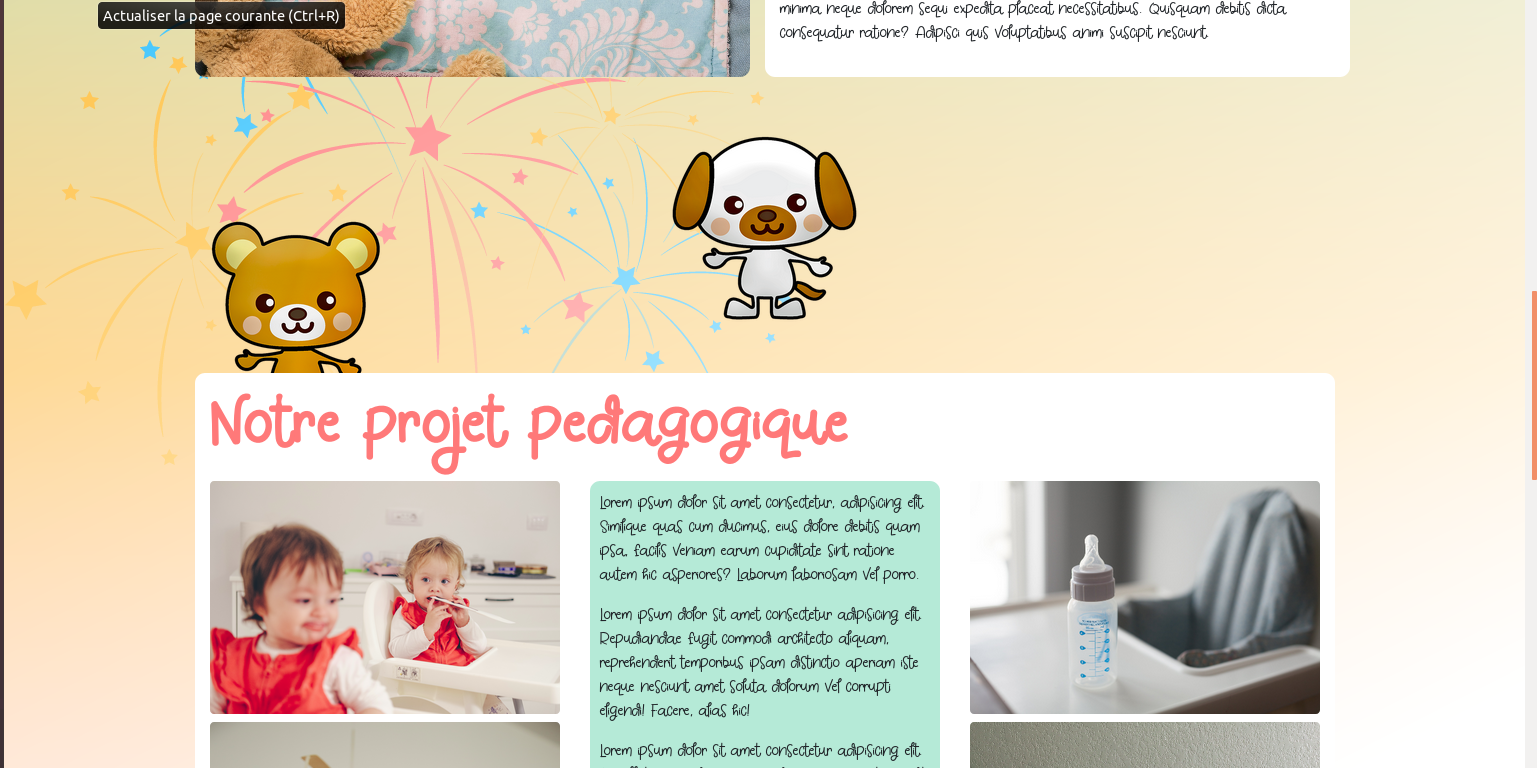 Actualiser la page courante (Ctrl+R)
minima neque dolorem sequi expedita placeat necessitatibus. Quisquam debitis dicta
consequatur ratione? Adipisci quis voluptatibus animi suscipit nesciunt.
Notre projet pedagogique
Lorem ipsum dolor sit amet consectetur, adipisicing elit.
Similique quas cum ducimus, eius dolore debitis quam
ipsa, facilis veniam earum cupiditate sint ratione
autem hic asperiores? Laborum laboriosam vel porro.
Lorem ipsum dolor sit amet consectetur adipisicing elit.
Repudiandae fugit commodi architecto aliquam,
reprehenderit temporibus ipsam distinctio aperiam iste
neque nesciunt amet soluta dolorum vel corrupt
eligendi! Facere, alias hic!
Lorem ipsum dolor sit amet consectetur adipisicing elit.